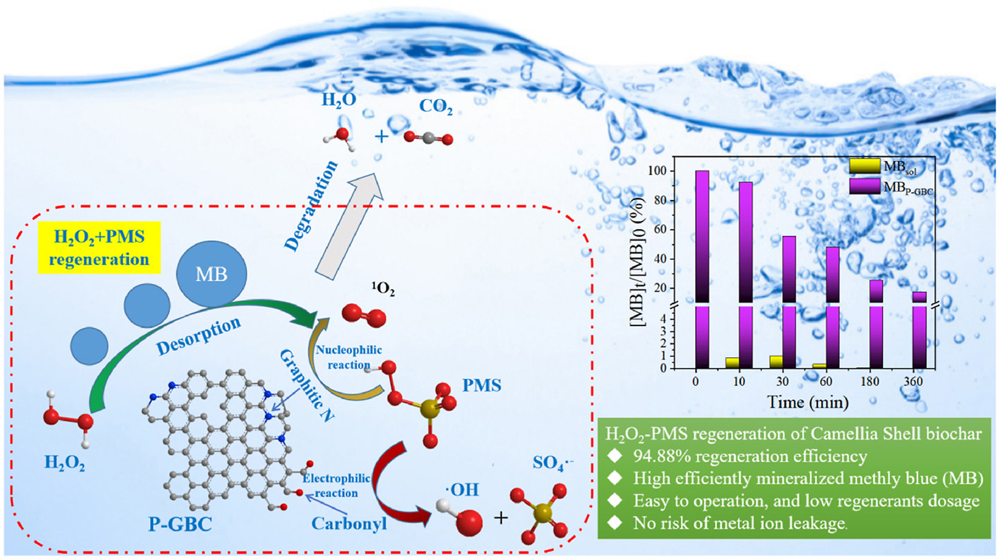 H₂O
CO₂
+
Degradation
H₂O₂+PMS
regeneration
MB
Desorption
¹O₂
Nucleophilic
reaction
Graphitic N
PMS
H₂O₂
P-GBC
Electrophilic
reaction
Carbonyl
·OH
+
SO₄·⁻
MBsol
MBP-GBC
[MB]t/[MB]0 (%)
100
80
60
40
20
4
3
2
1
0
0 10 30 60 180 360
Time (min)
H₂O₂-PMS regeneration of Camellia Shell biochar
◆ 94.88% regeneration efficiency
◆ High efficiently mineralized methly blue (MB)
◆ Easy to operation, and low regenerants dosage
◆ No risk of metal ion leakage.